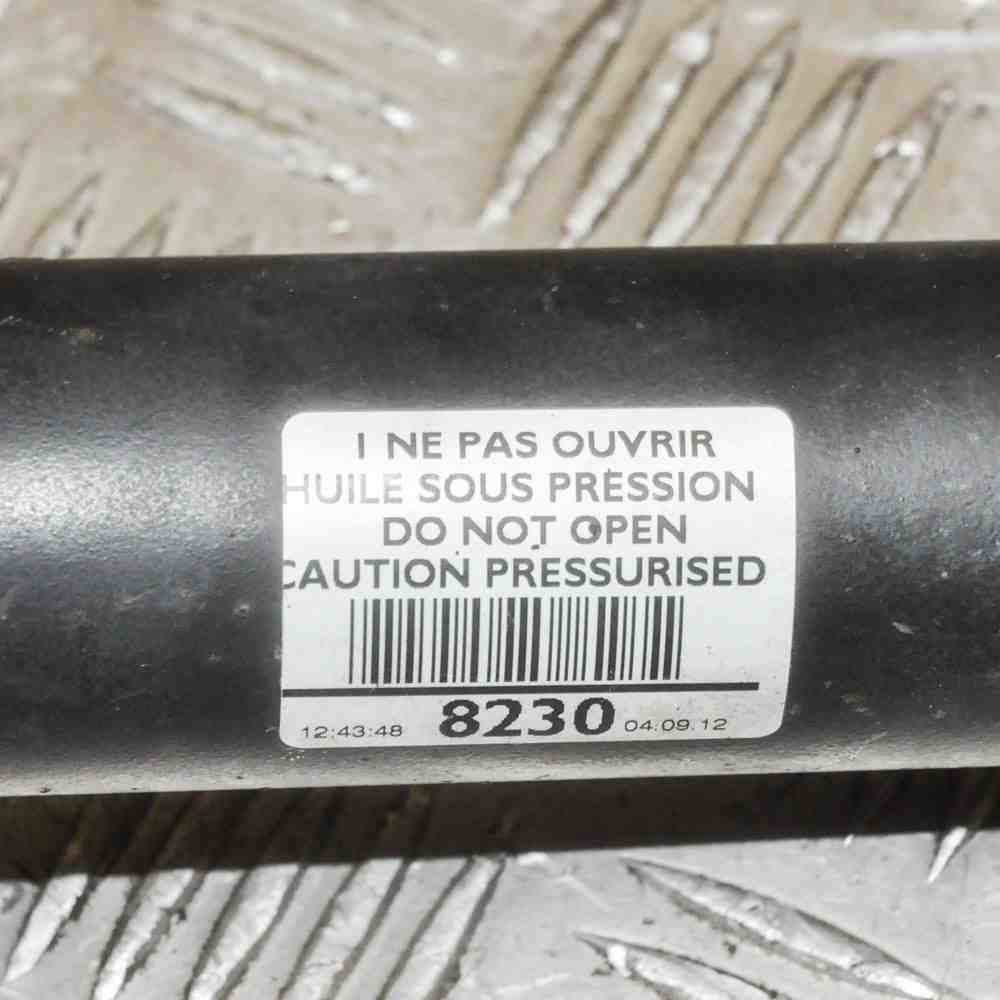 I NE PAS OUVRIR
HUILE SOUS PRESSION
DO NOT OPEN
CAUTION PRESSURISED
12:43:48 8230 04.09.12